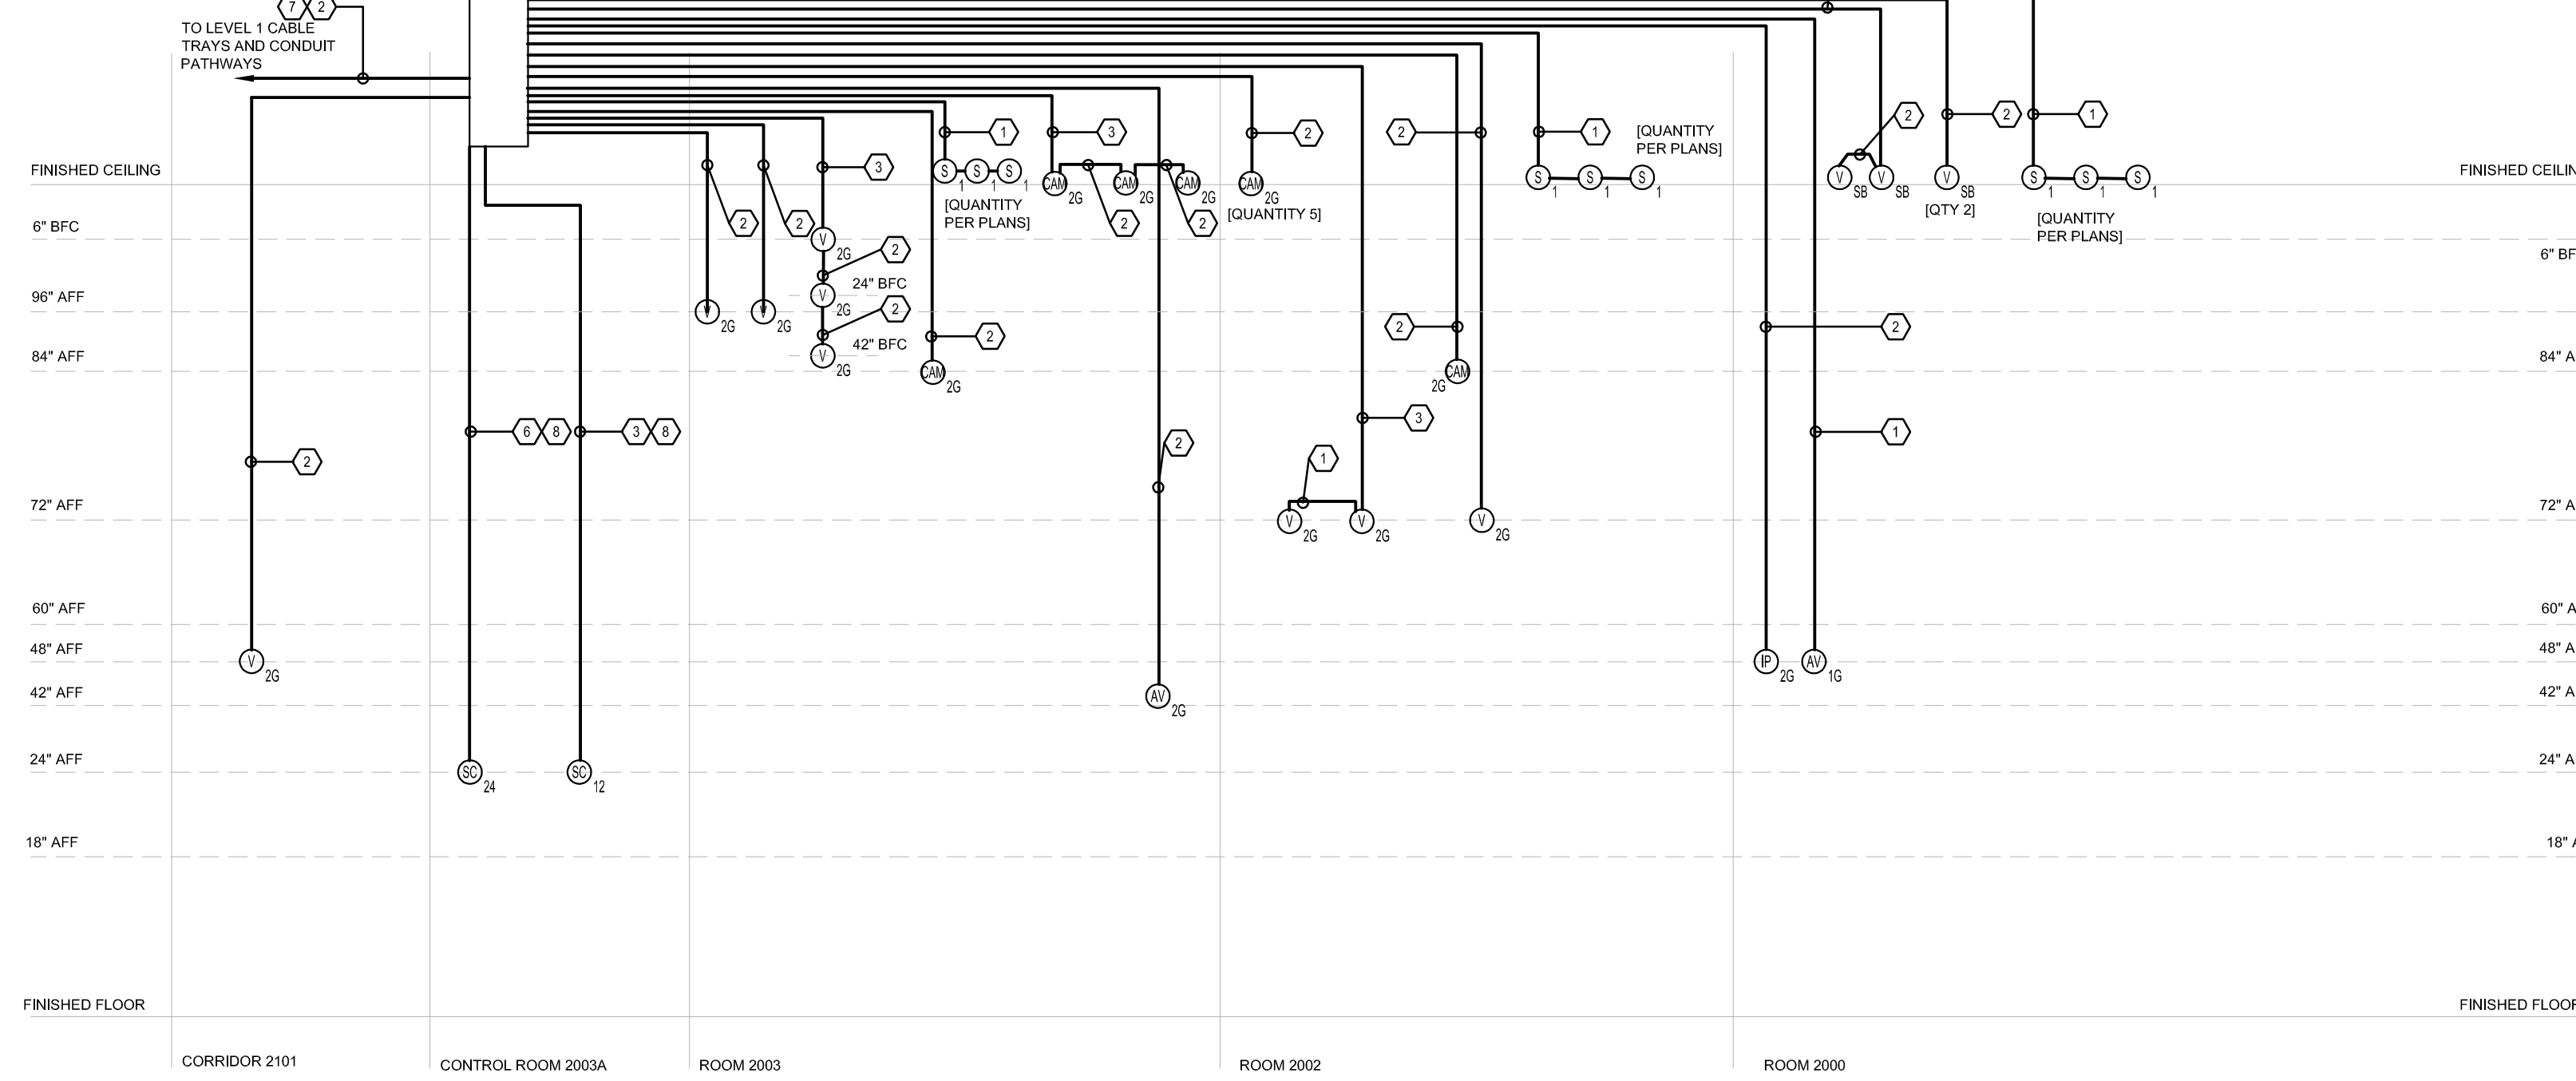 7 2
TO LEVEL 1 CABLE
TRAYS AND CONDUIT
PATHWAYS
1 3 2 2 1
[QUANTITY
PER PLANS]
2 2 1
FINISHED CEILING
3
S S S
1 1 1
CAM CAM CAM
2G 2G 2G
CAM
2G
S S S
1 1 1
V V V
SB SB SB
S S S
1 1 1
FINISHED CEILIN
[QUANTITY
PER PLANS]
[QUANTITY 5]
[QTY 2]
[QUANTITY
PER PLANS]
6" BFC
2 2 2 2
V
2G
2
6" BF
24" BFC
96" AFF
V V V
2G 2G 2G
2
42" BFC
2 2 2
84" AFF
V
2G
CAM
2G
2G
CAM
84" A
6 8 3 8
3
1
2
2
1
72" AFF
V V V
2G 2G 2G
72" A
60" AFF
60" A
48" AFF
V
2G
IP
2G
AV
1G
48" A
42" AFF
AV
2G
42" A
24" AFF
SC
24
SC
12
24" A
18" AFF
18" A
FINISHED FLOOR
FINISHED FLOOR
CORRIDOR 2101
CONTROL ROOM 2003A
ROOM 2003
ROOM 2002
ROOM 2000